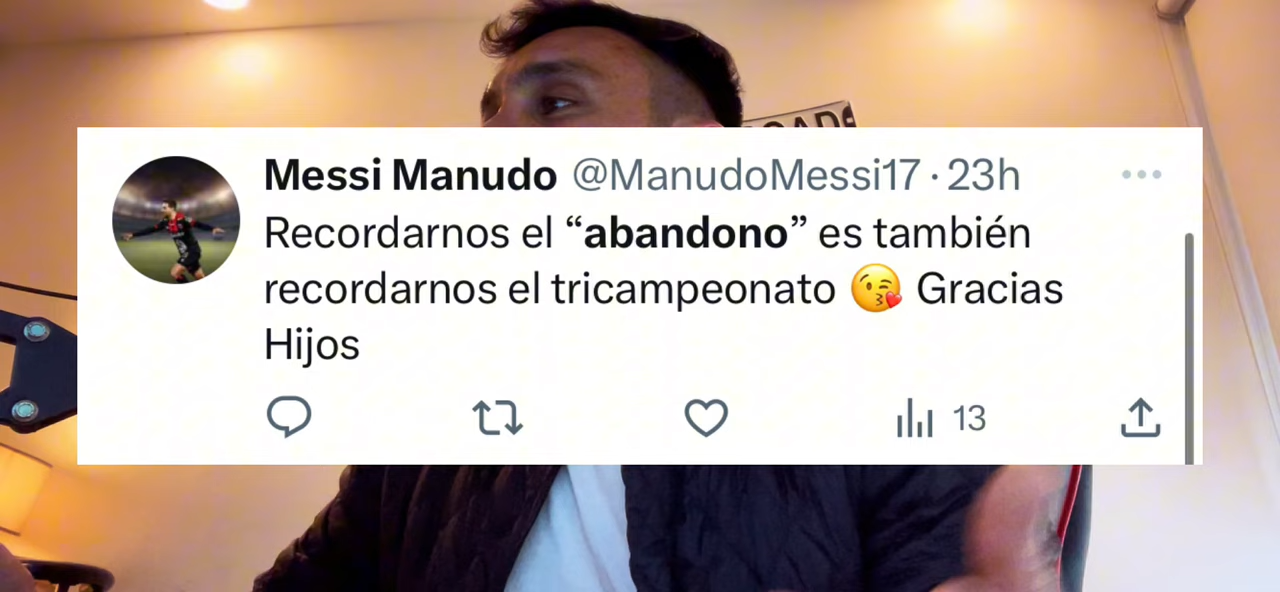 Messi Manudo @ManudoMessi17 · 23h
Recordarnos el “abandono” es también
recordarnos el tricampeonato 😘 Gracias
Hijos
13